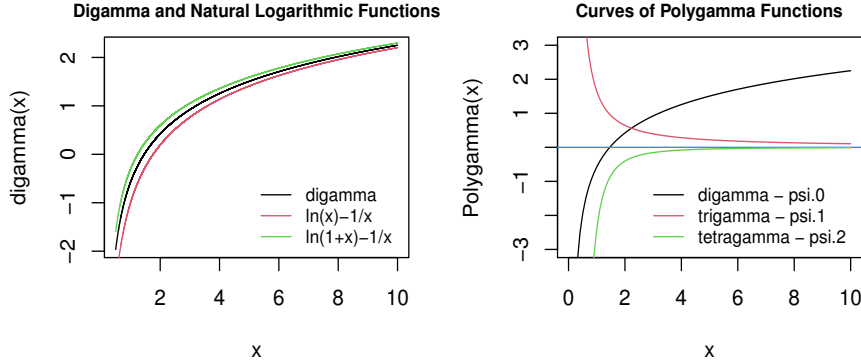 Digamma and Natural Logarithmic Functions
digamma(x)
2
1
0
−1
−2
digamma
ln(x)−1/x
ln(1+x)−1/x
2 4 6 8 10
x
Curves of Polygamma Functions
Polygamma(x)
3
2
1
−1
−3
digamma − psi.0
trigamma − psi.1
tetragamma − psi.2
0 2 4 6 8 10
x